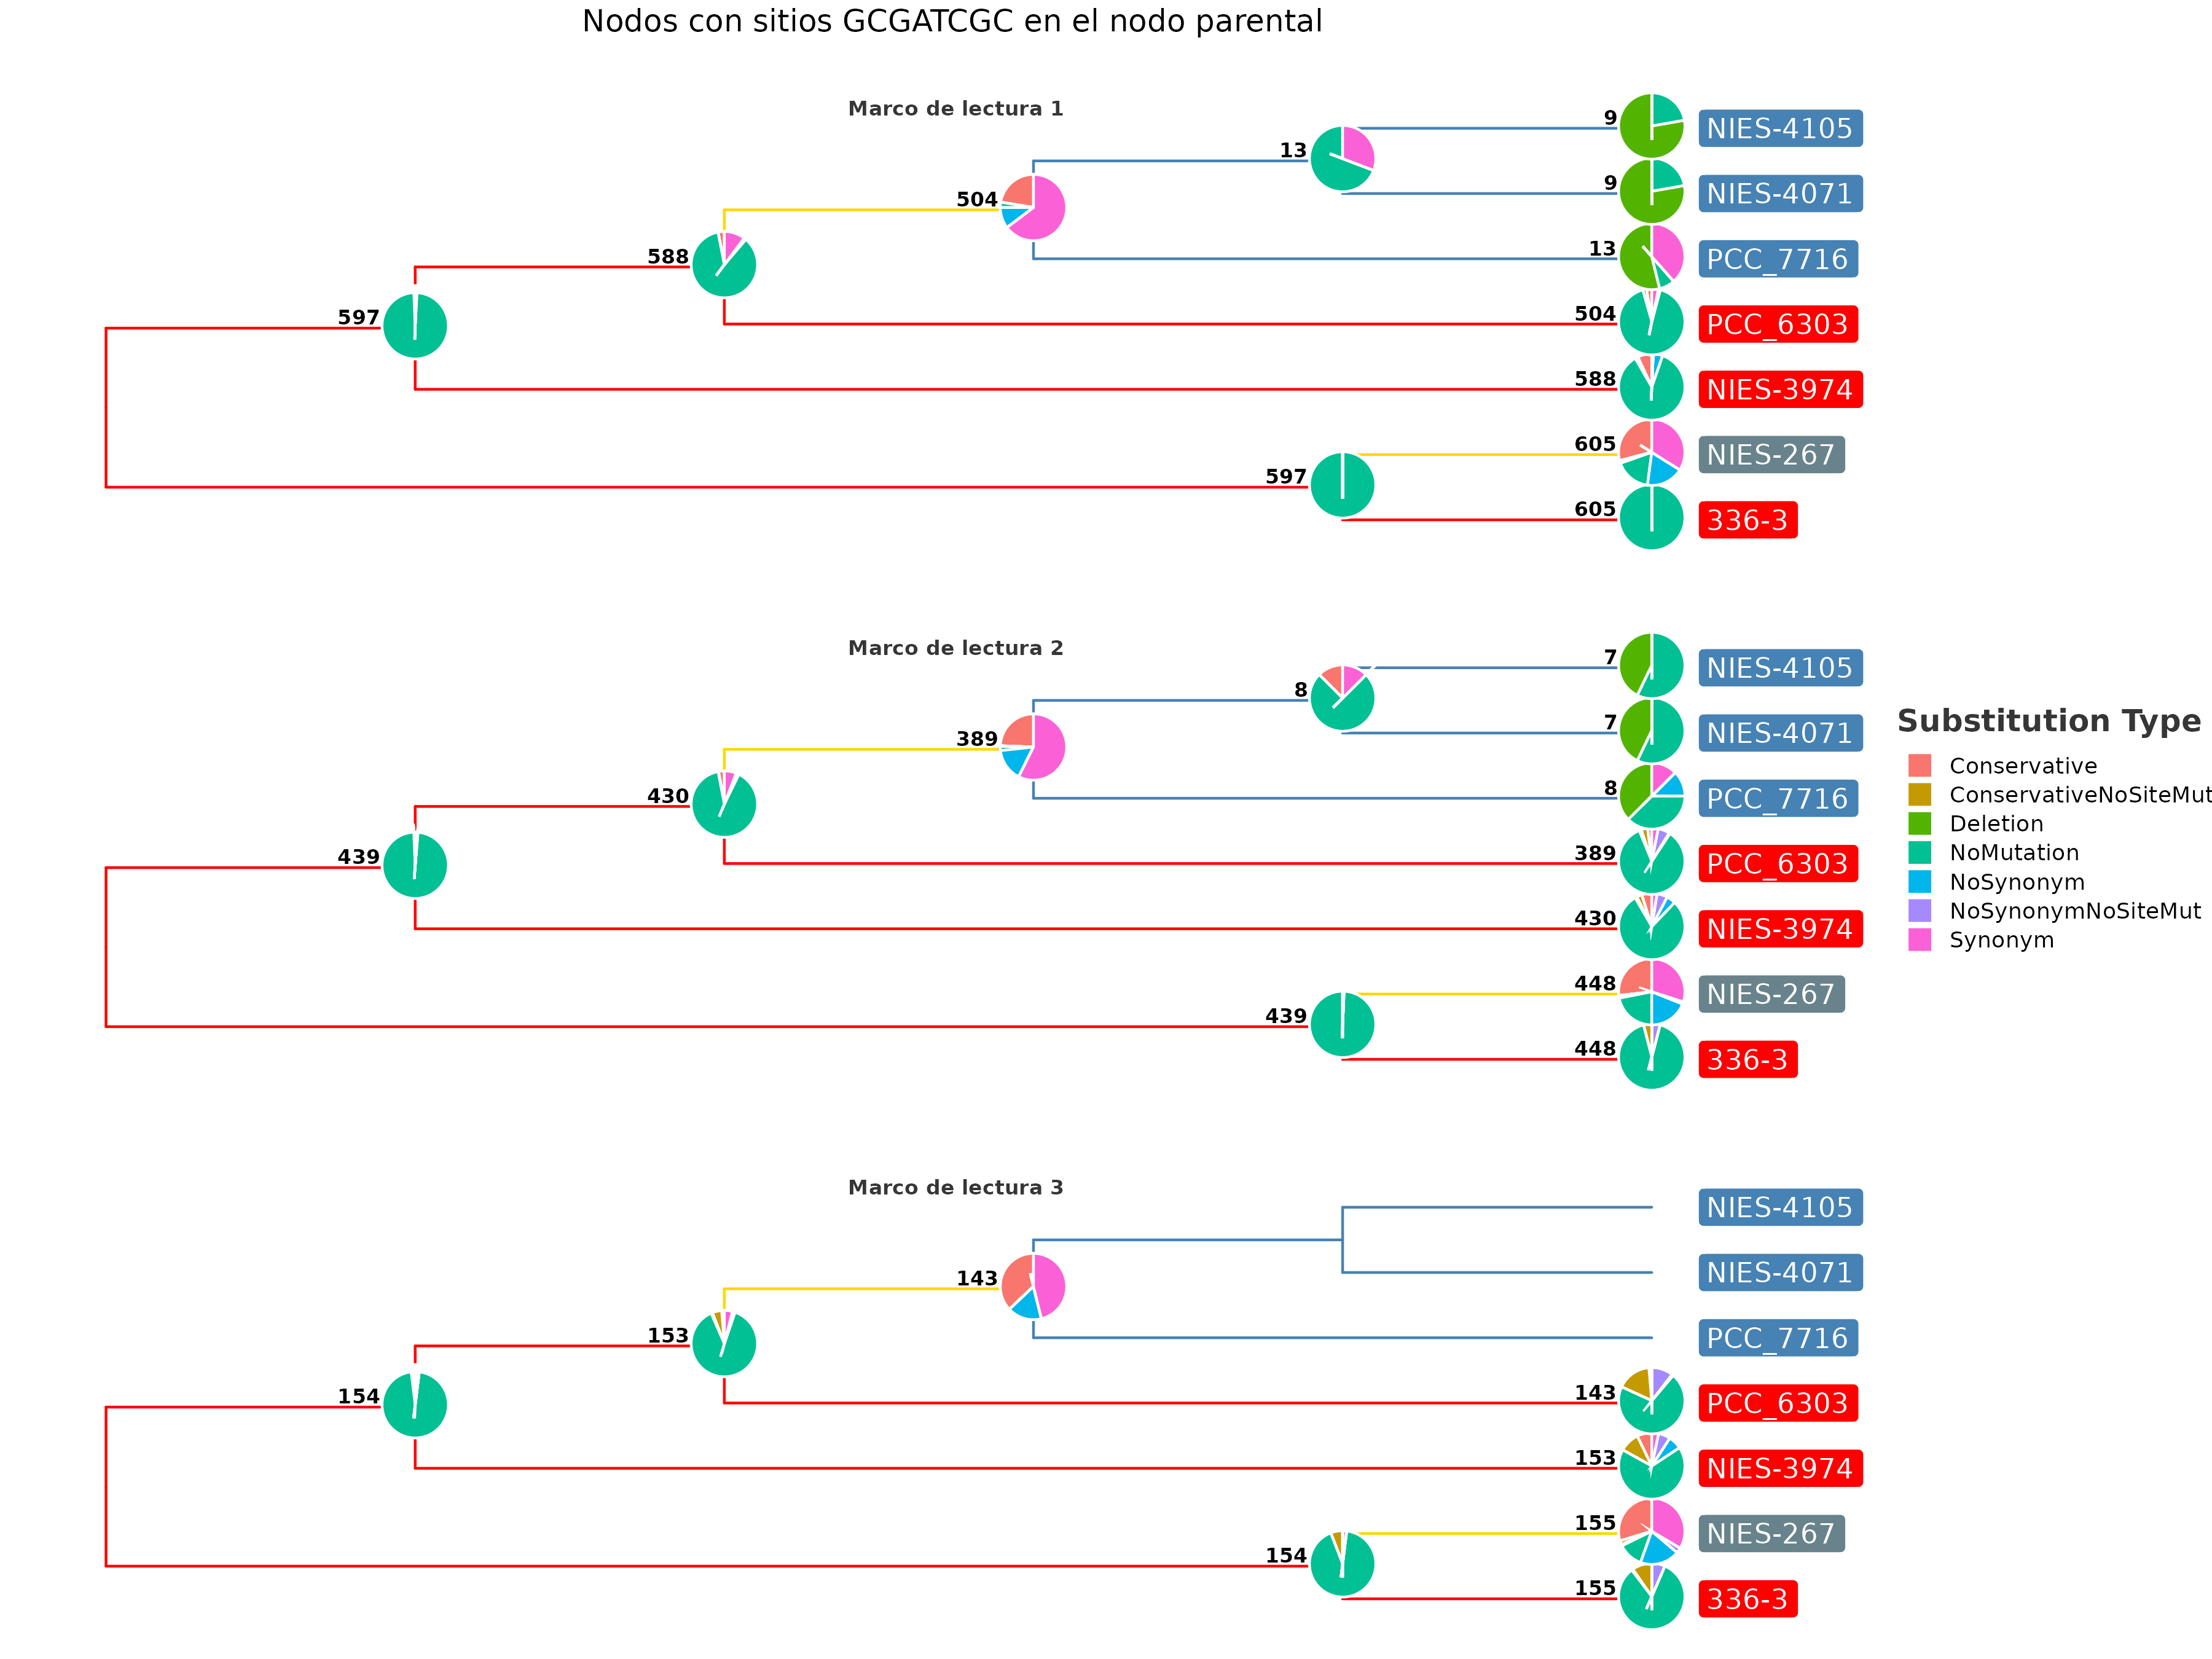 Nodos con sitios GCGATCGC en el nodo parental
Marco de lectura 1
9 NIES-4105
13
9 NIES-4071
504
13 PCC_7716
588
504 PCC_6303
597
588 NIES-3974
605 NIES-267
597
605 336-3
Marco de lectura 2
7 NIES-4105
8
7 NIES-4071
389
8 PCC_7716
430
389 PCC_6303
439
430 NIES-3974
448 NIES-267
439
448 336-3
Substitution Type
Conservative
ConservativeNoSiteMut
Deletion
NoMutation
NoSynonym
NoSynonymNoSiteMut
Synonym
Marco de lectura 3
NIES-4105
NIES-4071
143
PCC_7716
153
143 PCC_6303
154
153 NIES-3974
155 NIES-267
154
155 336-3